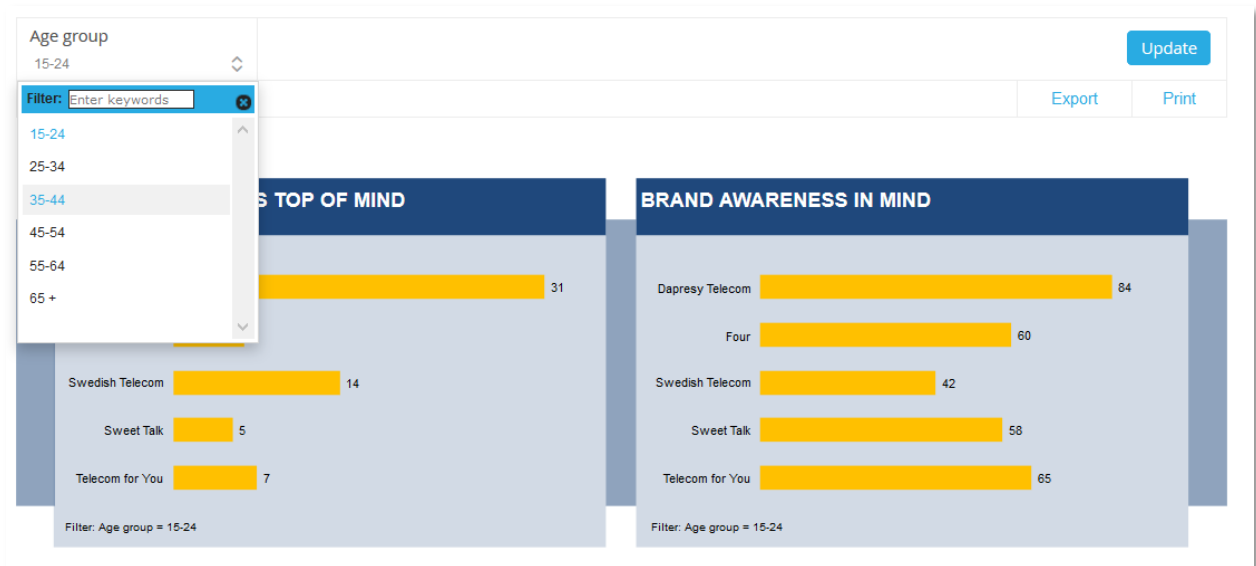 Age group
15-24
Update
Filter: Enter keywords
Export Print
15-24
25-34
35-44
45-54
55-64
65 +
S TOP OF MIND
31
Swedish Telecom 14
Sweet Talk 5
Telecom for You 7
Filter: Age group = 15-24
BRAND AWARENESS IN MIND
Dapresy Telecom 84
Four 60
Swedish Telecom 42
Sweet Talk 58
Telecom for You 65
Filter: Age group = 15-24